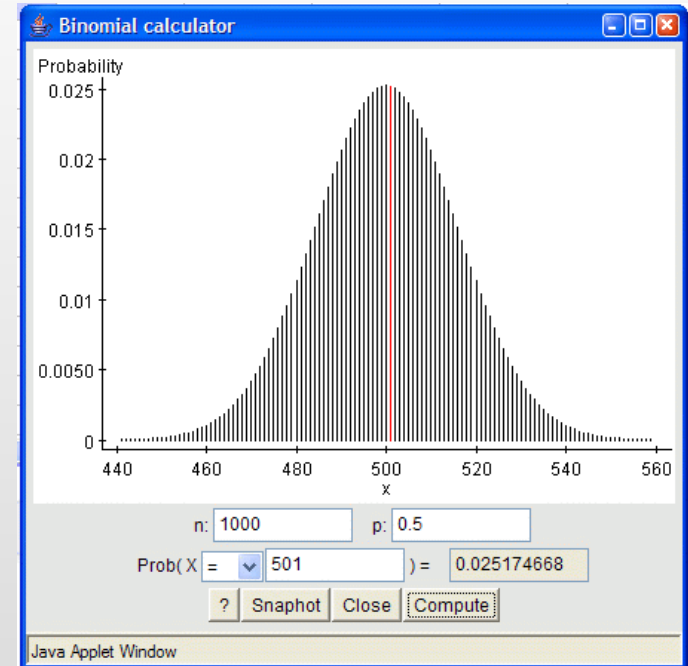 Binomial calculator
Probability
0.025
0.02
0.015
0.01
0.0050
0
440 460 480 500 520 540 560
x
n: 1000 p: 0.5
Prob( X = 501 ) = 0.025174668
? Snaphot Close Compute
Java Applet Window